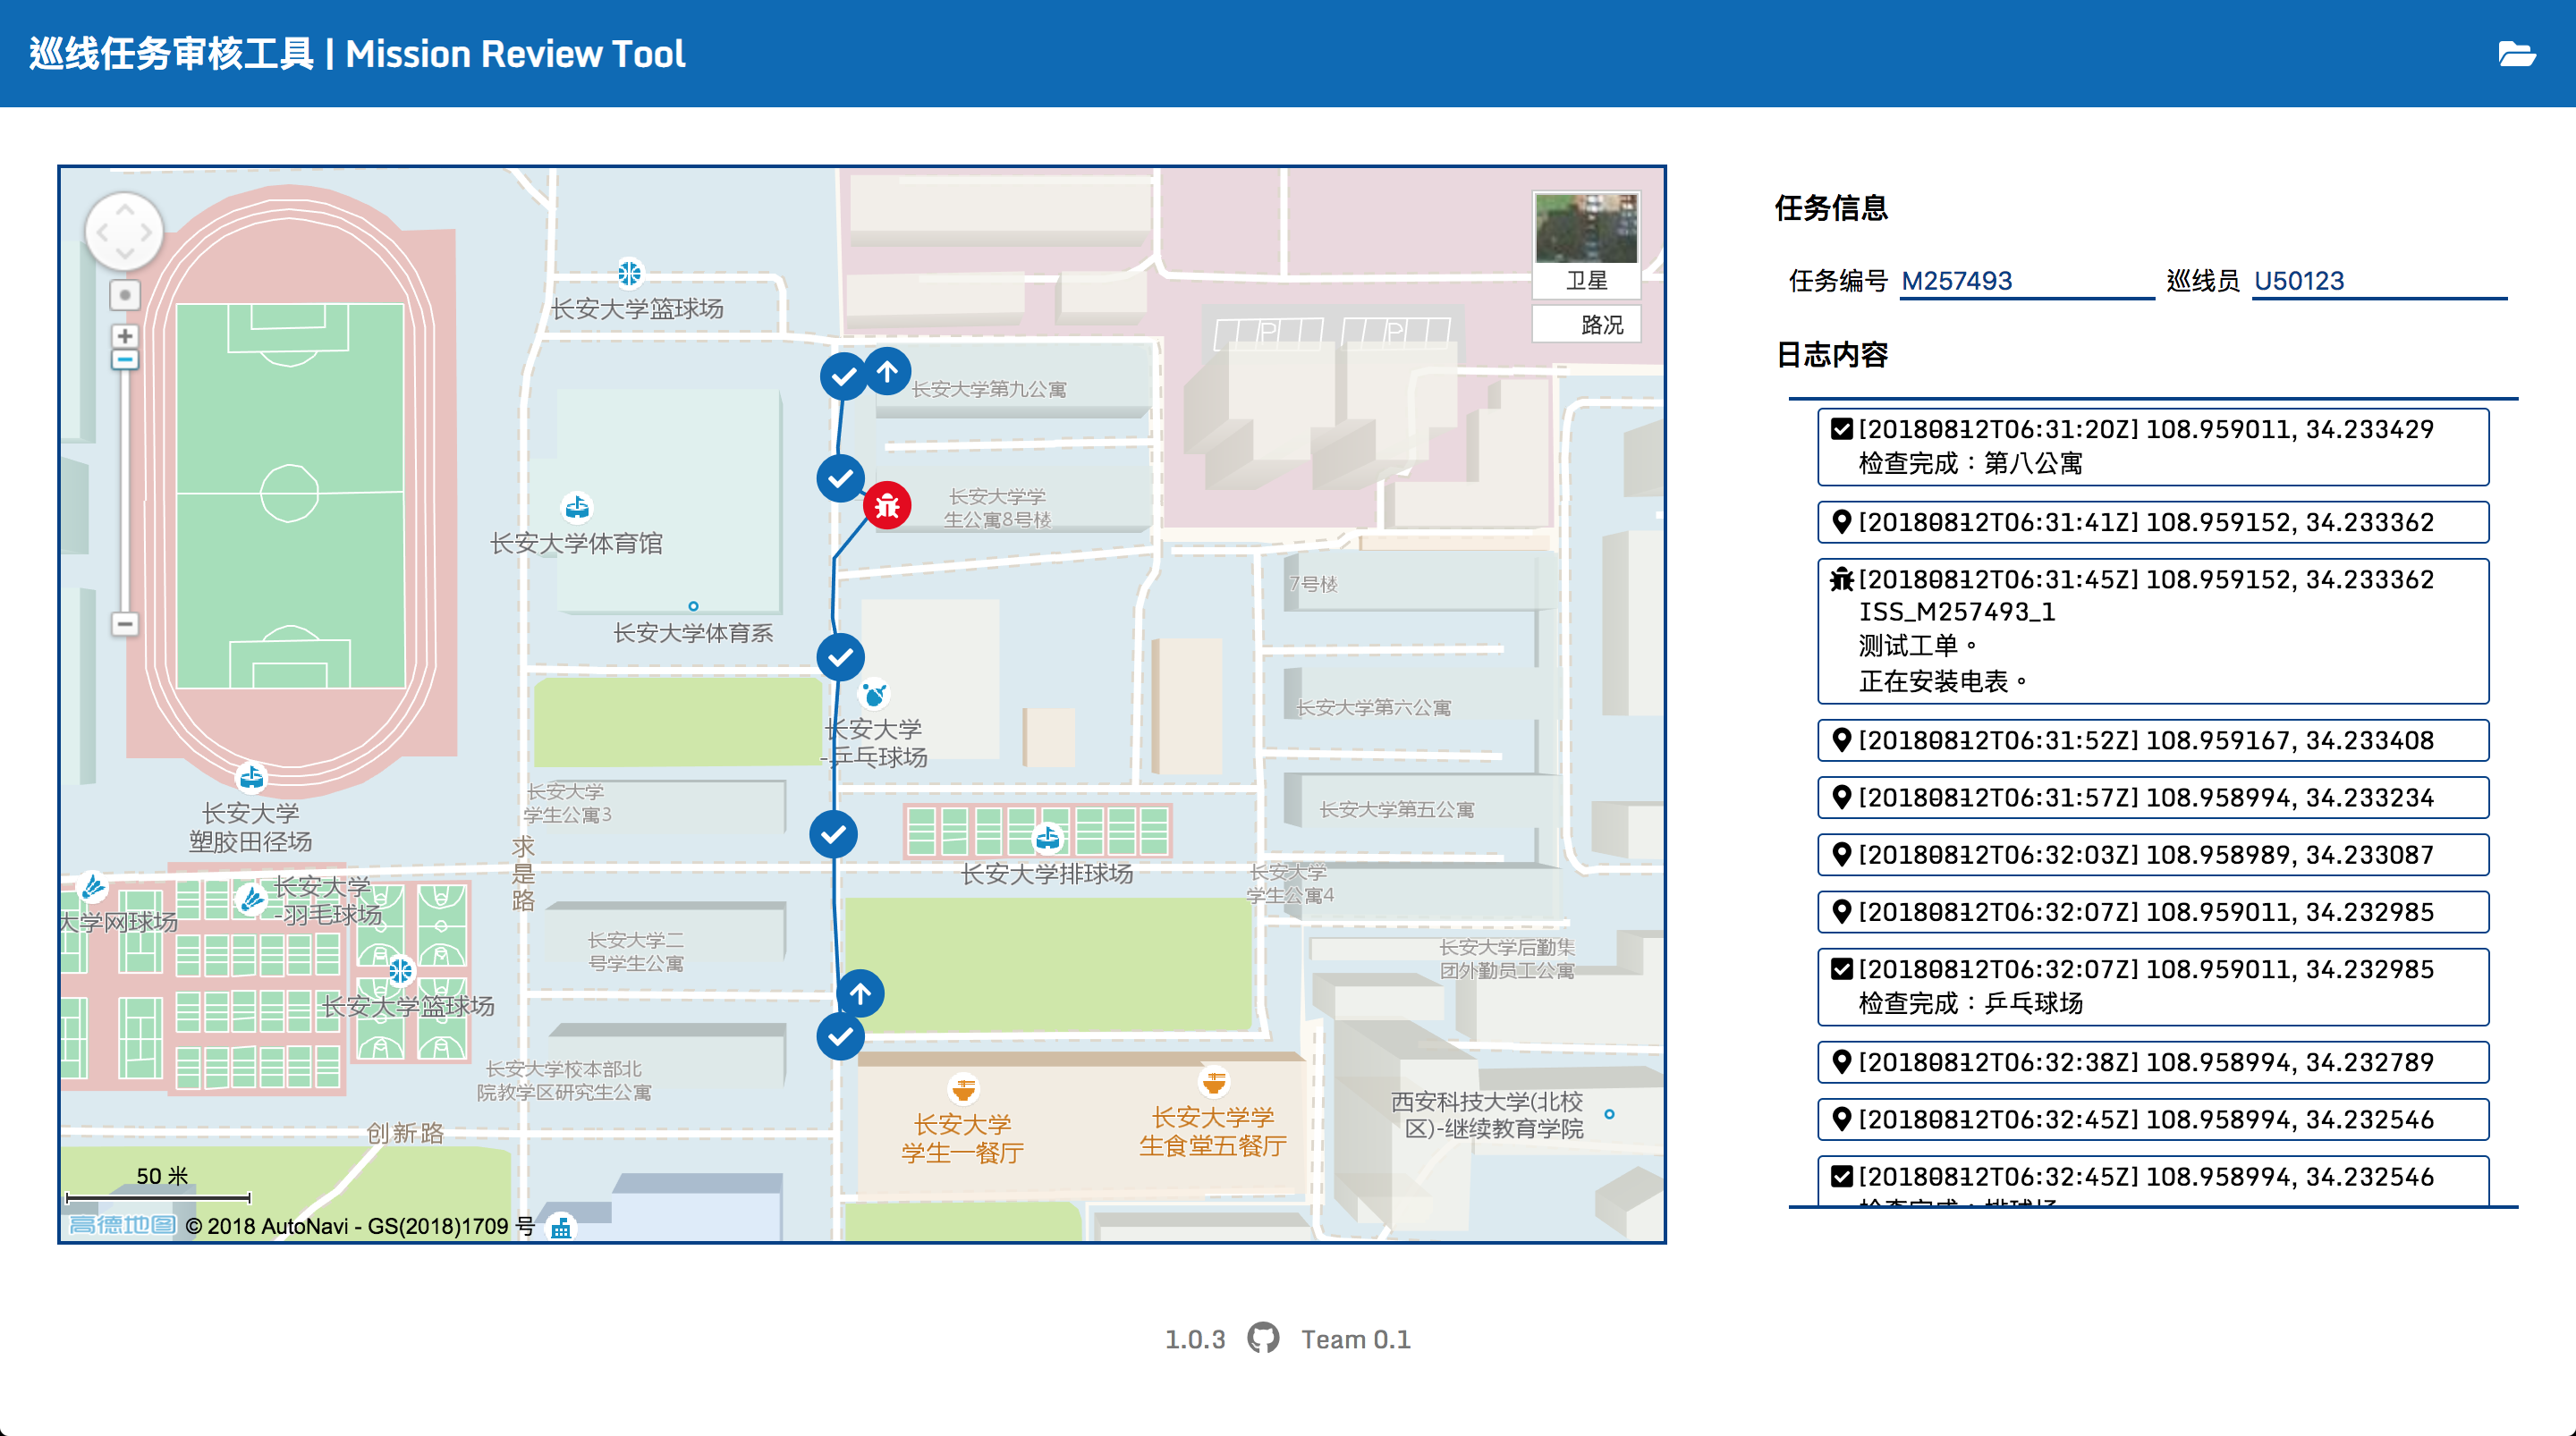 巡线任务审核工具 | Mission Review Tool
卫星
路况
长安大学篮球场
长安大学第九公寓
长安大学学
生公寓8号楼
长安大学体育馆
7号楼
长安大学体育系
长安大学第六公寓
长安大学
-乒乓球场
长安大学
学生公寓3
长安大学第五公寓
长安大学
塑胶田径场
求是路
长安大学排球场
长安大学
学生公寓4
长安大学
-羽毛球场
大学网球场
长安大学二
号学生公寓
长安大学后勤集
团外勤员工公寓
长安大学篮球场
长安大学校本部北
院教学区研究生公寓
长安大学
学生一餐厅
长安大学学
生食堂五餐厅
西安科技大学(北校
区)-继续教育学院
创新路
P
P
50 米
高德地图 © 2018 AutoNavi - GS(2018)1709 号
任务信息
任务编号 M257493 巡线员 U50123
日志内容
[20180812T06:31:20Z] 108.959011, 34.233429
检查完成：第八公寓
[20180812T06:31:41Z] 108.959152, 34.233362
[20180812T06:31:45Z] 108.959152, 34.233362
ISS_M257493_1
测试工单。
正在安装电表。
[20180812T06:31:52Z] 108.959167, 34.233408
[20180812T06:31:57Z] 108.958994, 34.233234
[20180812T06:32:03Z] 108.958989, 34.233087
[20180812T06:32:07Z] 108.959011, 34.232985
[20180812T06:32:07Z] 108.959011, 34.232985
检查完成：乒乓球场
[20180812T06:32:38Z] 108.958994, 34.232789
[20180812T06:32:45Z] 108.958994, 34.232546
[20180812T06:32:45Z] 108.958994, 34.232546
检查完成：排球场
1.0.3 Team 0.1